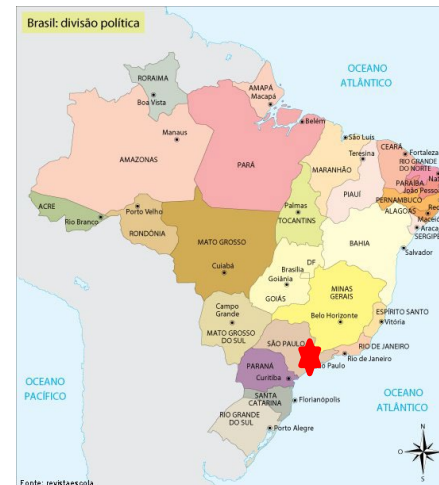 Brasil: divisão política
OCEANO
ATLÂNTICO
RORAIMA
Boa Vista
AMAPÁ
Macapá
Belém
Manaus
AMAZONAS
PARÁ
São Luís
MARANHÃO
Teresina
CEARÁ
Fortaleza
RIO GRANDE
DO NORTE
PARAÍBA
João Pessoa
PIAUÍ
PERNAMBUCO
ALAGOAS
SERGIPE
ACRE
Rio Branco
Porto Velho
RONDÔNIA
Palmas
TOCANTINS
MATO GROSSO
Cuiabá
BAHIA
Salvador
DF
Brasília
Goiânia
GOIÁS
MINAS
GERAIS
Belo Horizonte
ESPÍRITO SANTO
Vitória
Campo
Grande
MATO GROSSO
DO SUL
SÃO PAULO
Paulo
RIO DE JANEIRO
Rio de Janeiro
PARANÁ
Curitiba
SANTA
CATARINA
Florianópolis
RIO GRANDE
DO SUL
Porto Alegre
OCEANO
PACÍFICO
OCEANO
ATLÂNTICO
N
O
L
S
Fonte: revistaescola